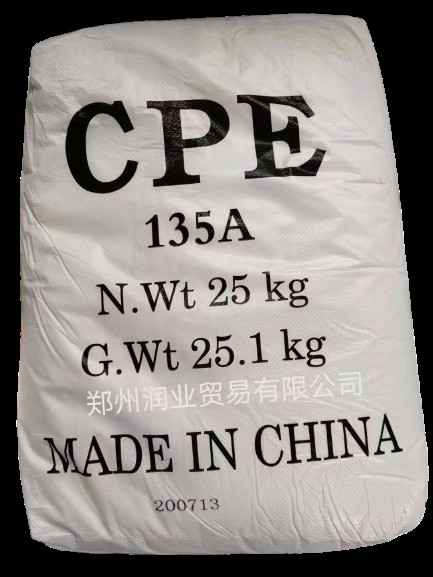 CPE
135A
N.Wt 25 kg
G.Wt 25.1 kg
郑州润业贸易有限公司
MADE IN CHINA
200713